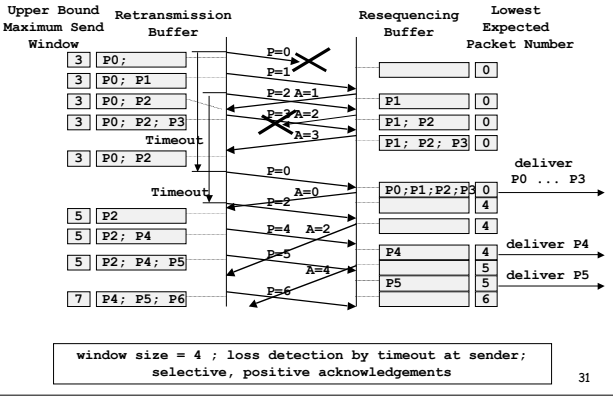 Upper Bound
Maximum Send
Window
Retransmission
Buffer
Resequencing
Buffer
Lowest
Expected
Packet Number
3 P0;
P=0
0
3 P0; P1
P=1
3 P0; P2
P=2 A=1
P1 0
3 P0; P2; P3
P=3 A=2
P1; P2 0
Timeout
A=3
P1; P2; P3 0
3 P0; P2
deliver
P0 ... P3
P=0
Timeout
A=0
P0;P1;P2;P3 0
P=2
4
5 P2
4
5 P2; P4
P=4 A=2
deliver P4
P4 4
5 P2; P4; P5
P=5
5
A=4
deliver P5
P5 5
7 P4; P5; P6
P=6
6
window size = 4 ; loss detection by timeout at sender;
selective, positive acknowledgements
31